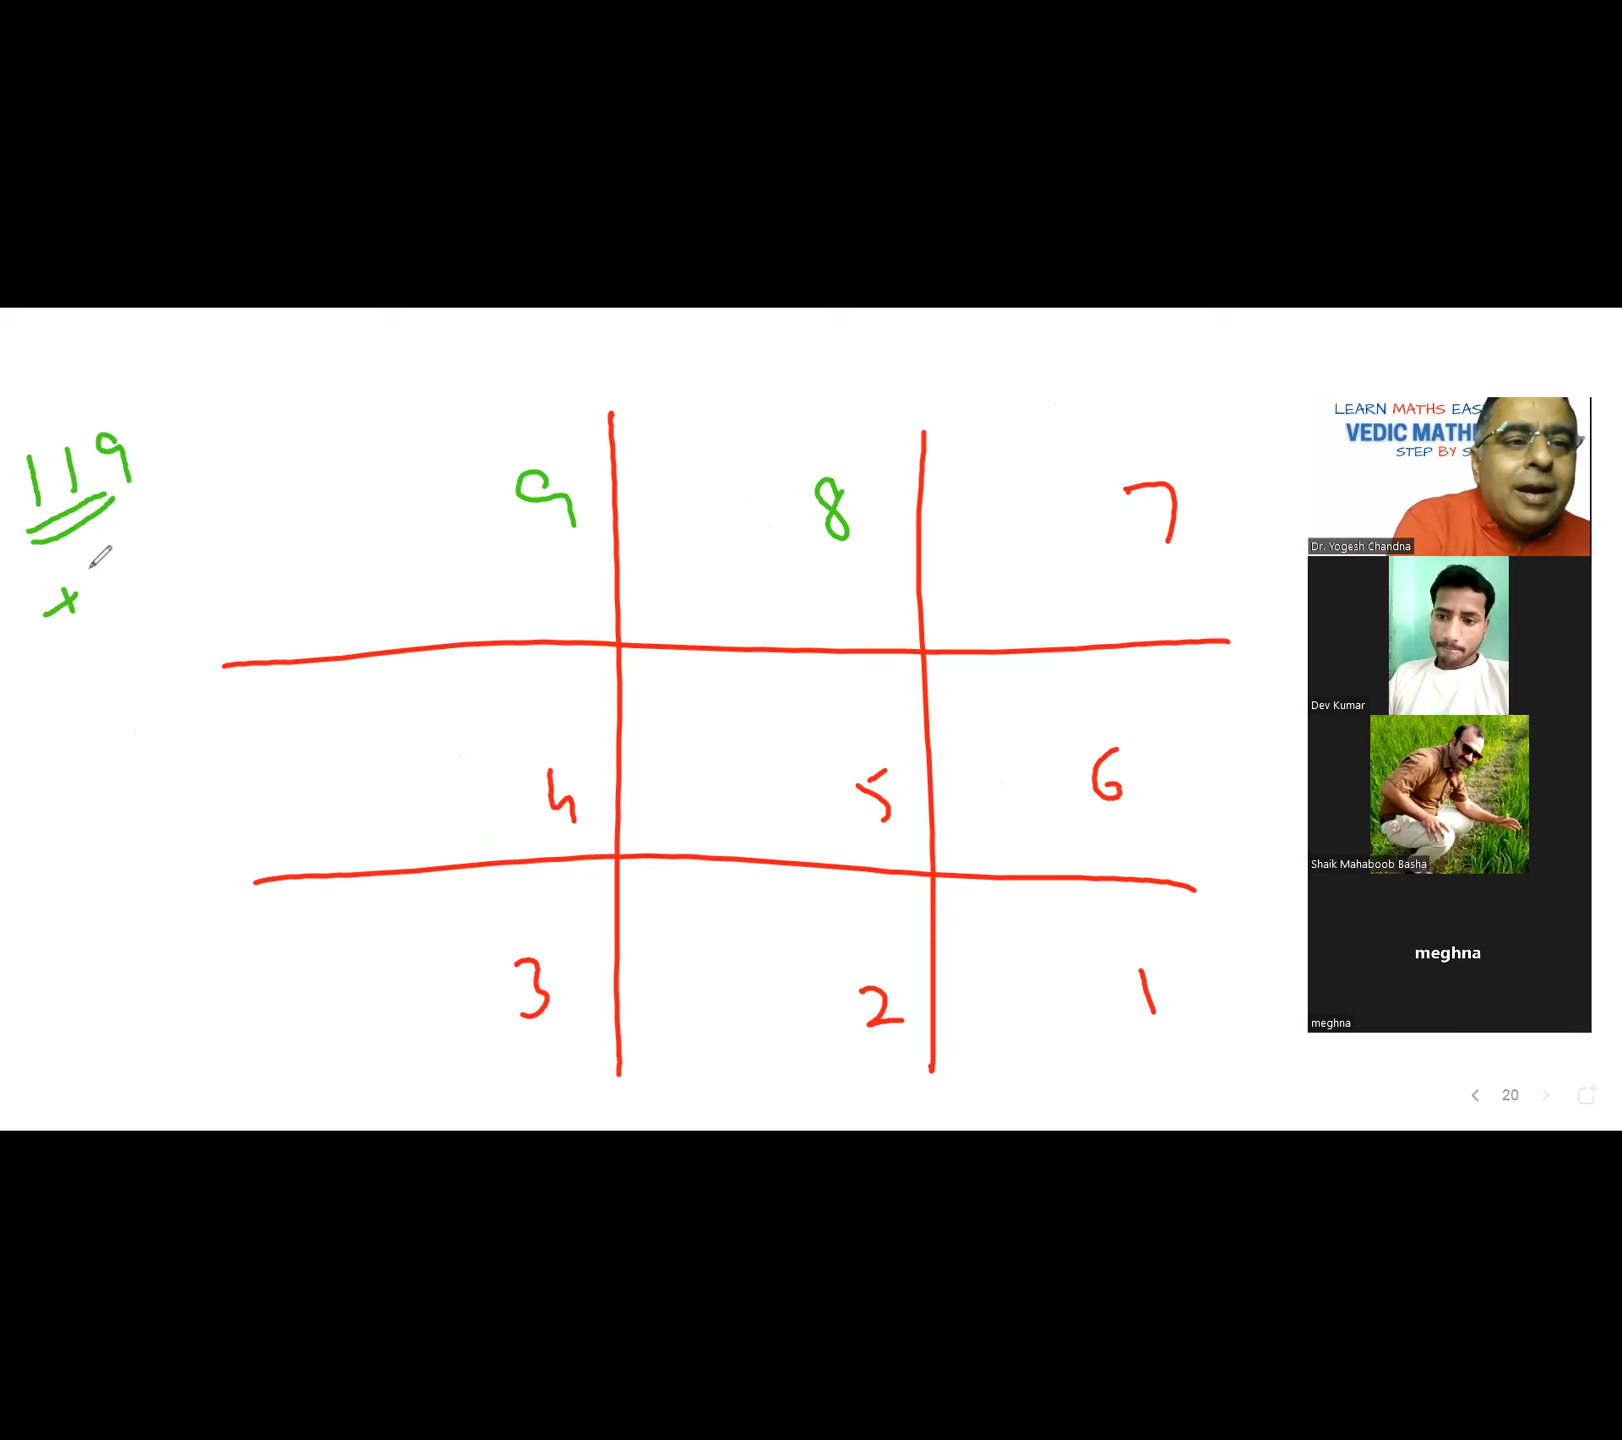 119
×
9 8 7
4 5 6
3 2 1
LEARN MATHS EAS
VEDIC MATH
STEP BY S
Dr. Yogesh Chandna
Dev Kumar
Shaik Mahaboob Basha
meghna
meghna
20